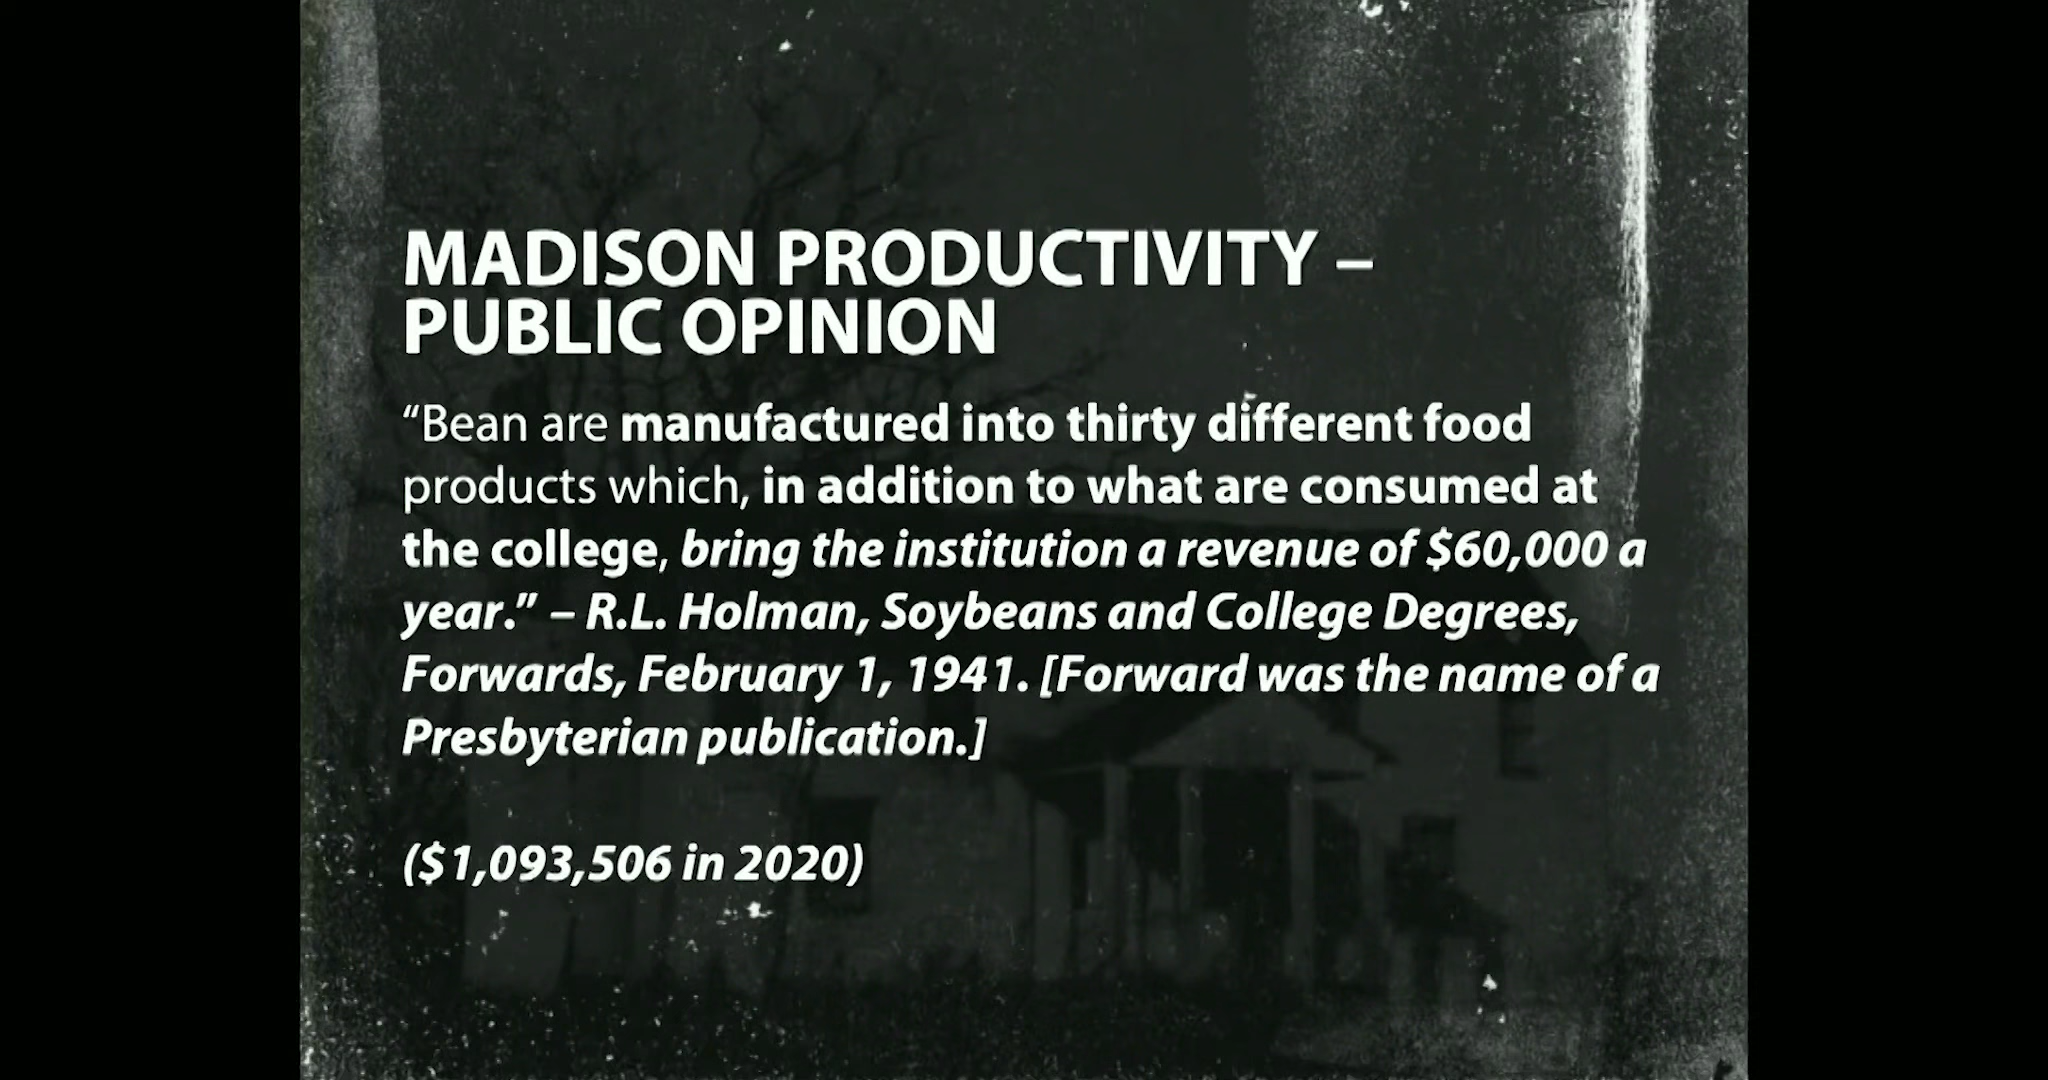 MADISON PRODUCTIVITY –
PUBLIC OPINION
“Bean are manufactured into thirty different food
products which, in addition to what are consumed at
the college, bring the institution a revenue of $60,000 a
year.” – R.L. Holman, Soybeans and College Degrees,
Forwards, February 1, 1941. [Forward was the name of a
Presbyterian publication.]
($1,093,506 in 2020)